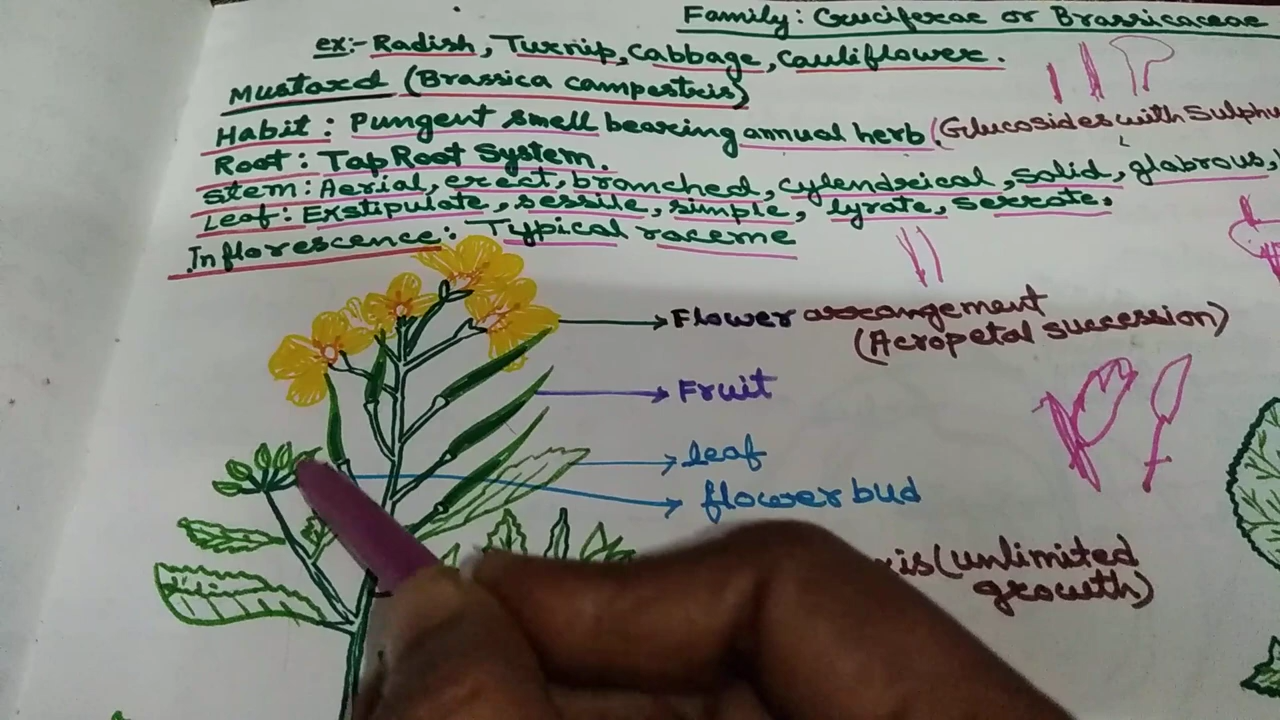 Family: Cruciferae or Brassicaceae
ex:- Radish, Turnip, Cabbage, Cauliflower.
Mustard (Brassica campestris)
Habit: Pungent smell bearing annual herb (Glucosides with Sulphu
Root: Tap Root System.
Stem: Aerial, erect, branched, cylendrical, solid, glabrous,
Leaf: Exstipulate, sessile, simple, lyrate, serrate.
Inflorescence: Typical raceme
Flower arrangement
(Acropetal succession)
Fruit
leaf
flower bud
is (unlimited
growth)